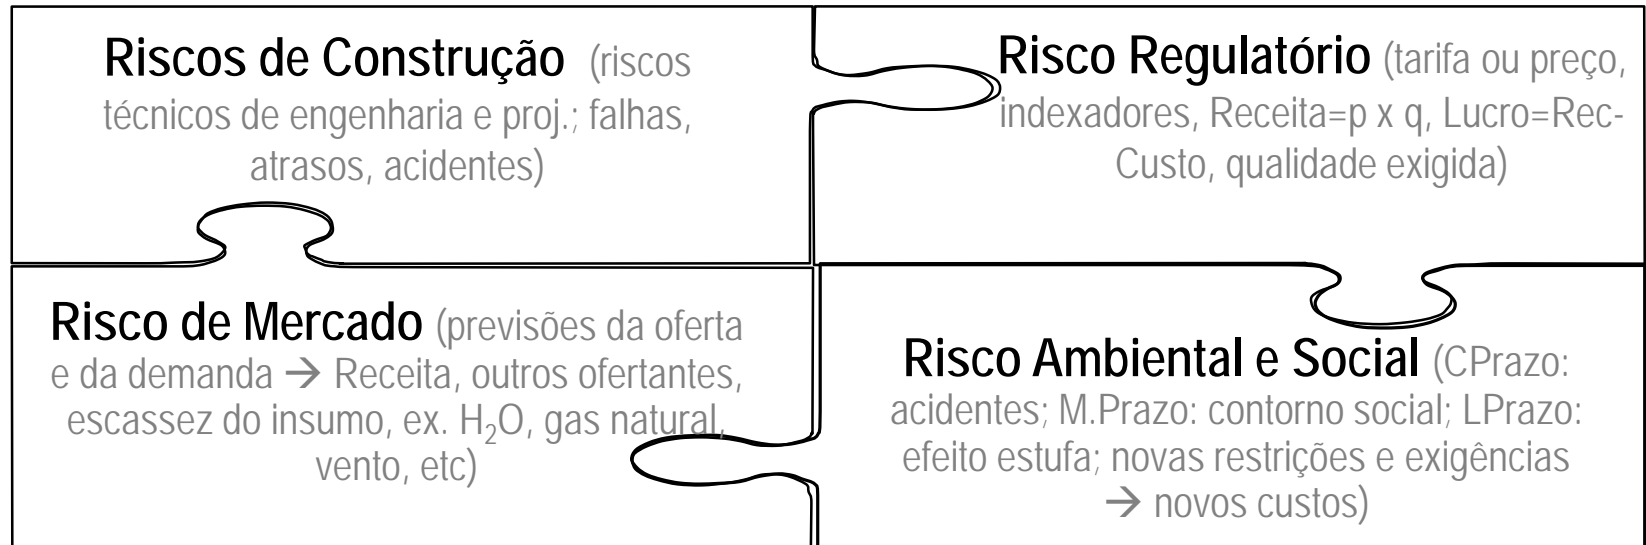 Riscos de Construção (riscos
técnicos de engenharia e proj.; falhas,
atrasos, acidentes)
Risco Regulatório (tarifa ou preço,
indexadores, Receita=p x q, Lucro=Rec-
Custo, qualidade exigida)
Risco de Mercado (previsões da oferta
e da demanda → Receita, outros ofertantes,
escassez do insumo, ex. H₂O, gas natural,
vento, etc)
Risco Ambiental e Social (CPrazo:
acidentes; M.Prazo: contorno social; LPrazo:
efeito estufa; novas restrições e exigências
→ novos custos)